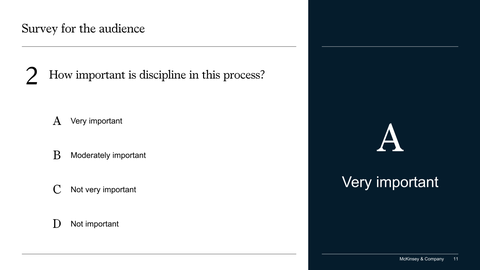 Survey for the audience
2 How important is discipline in this process?
A Very important
B Moderately important
C Not very important
D Not important
A
Very important
McKinsey & Company 11